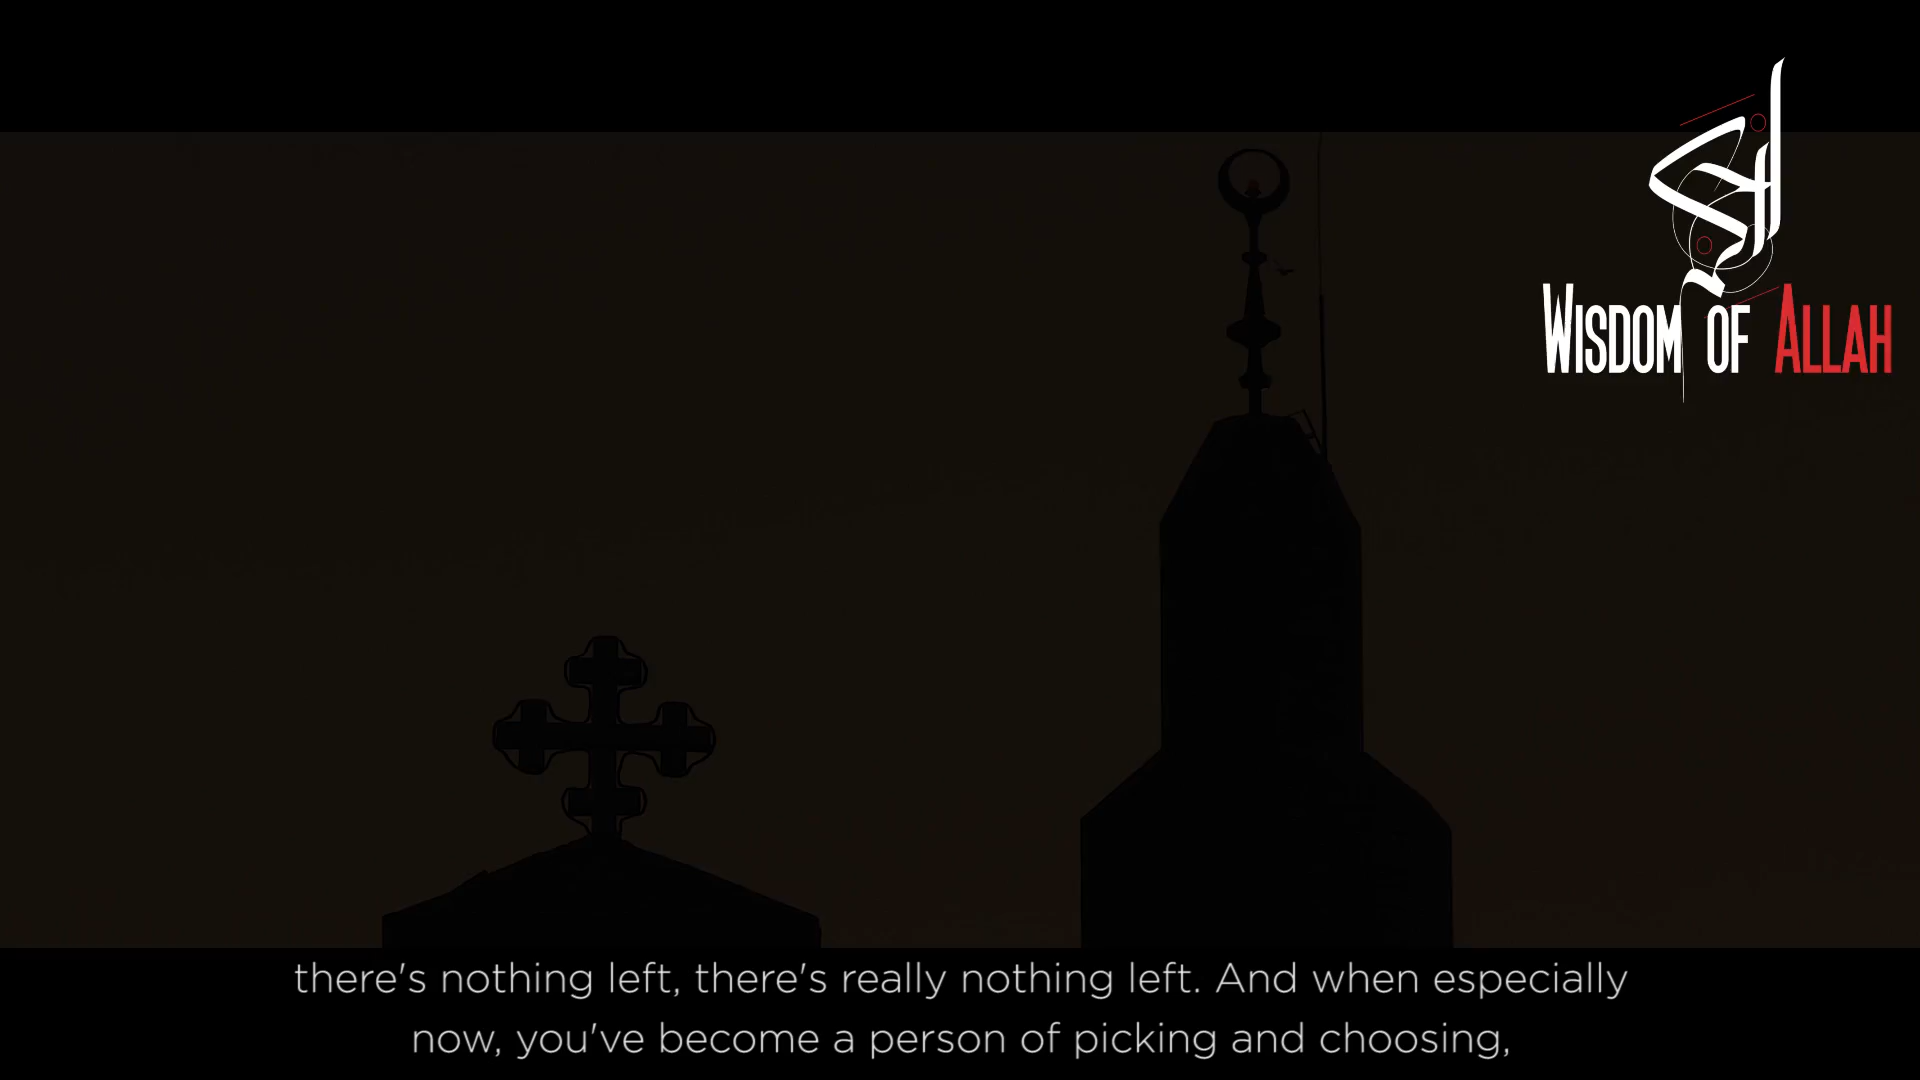 Wisdom of Allah
there's nothing left, there's really nothing left. And when especially
now, you've become a person of picking and choosing,